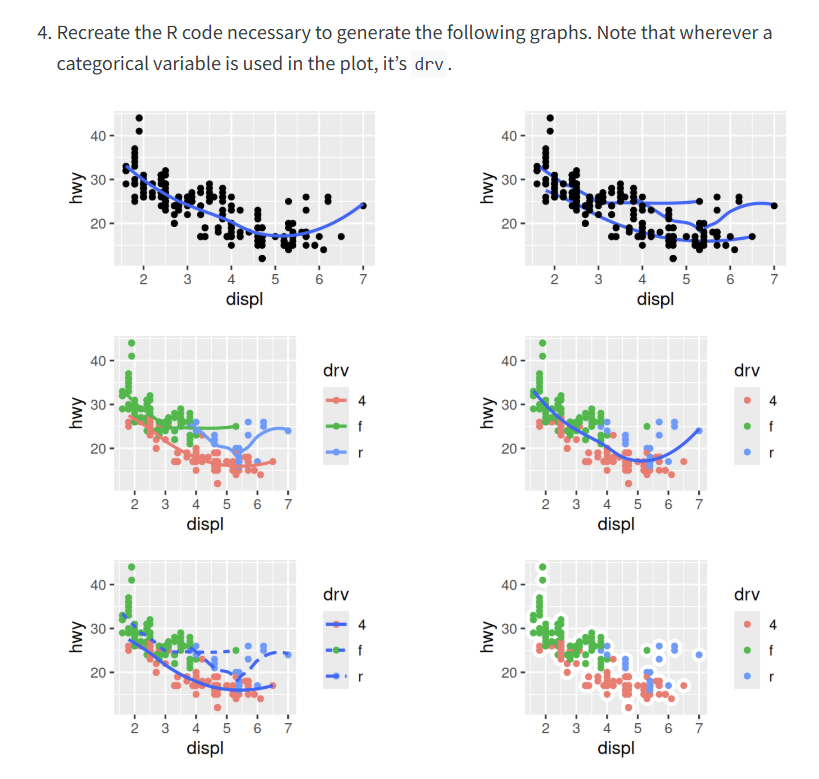 4. Recreate the R code necessary to generate the following graphs. Note that wherever a
categorical variable is used in the plot, it’s drv.
40
30
20
hwy
2 3 4 5 6 7
displ
40
30
20
hwy
2 3 4 5 6 7
displ
40
30
20
hwy
2 3 4 5 6 7
displ
drv
4
f
r
40
30
20
hwy
2 3 4 5 6 7
displ
drv
4
f
r
40
30
20
hwy
2 3 4 5 6 7
displ
drv
4
f
r
40
30
20
hwy
2 3 4 5 6 7
displ
drv
4
f
r